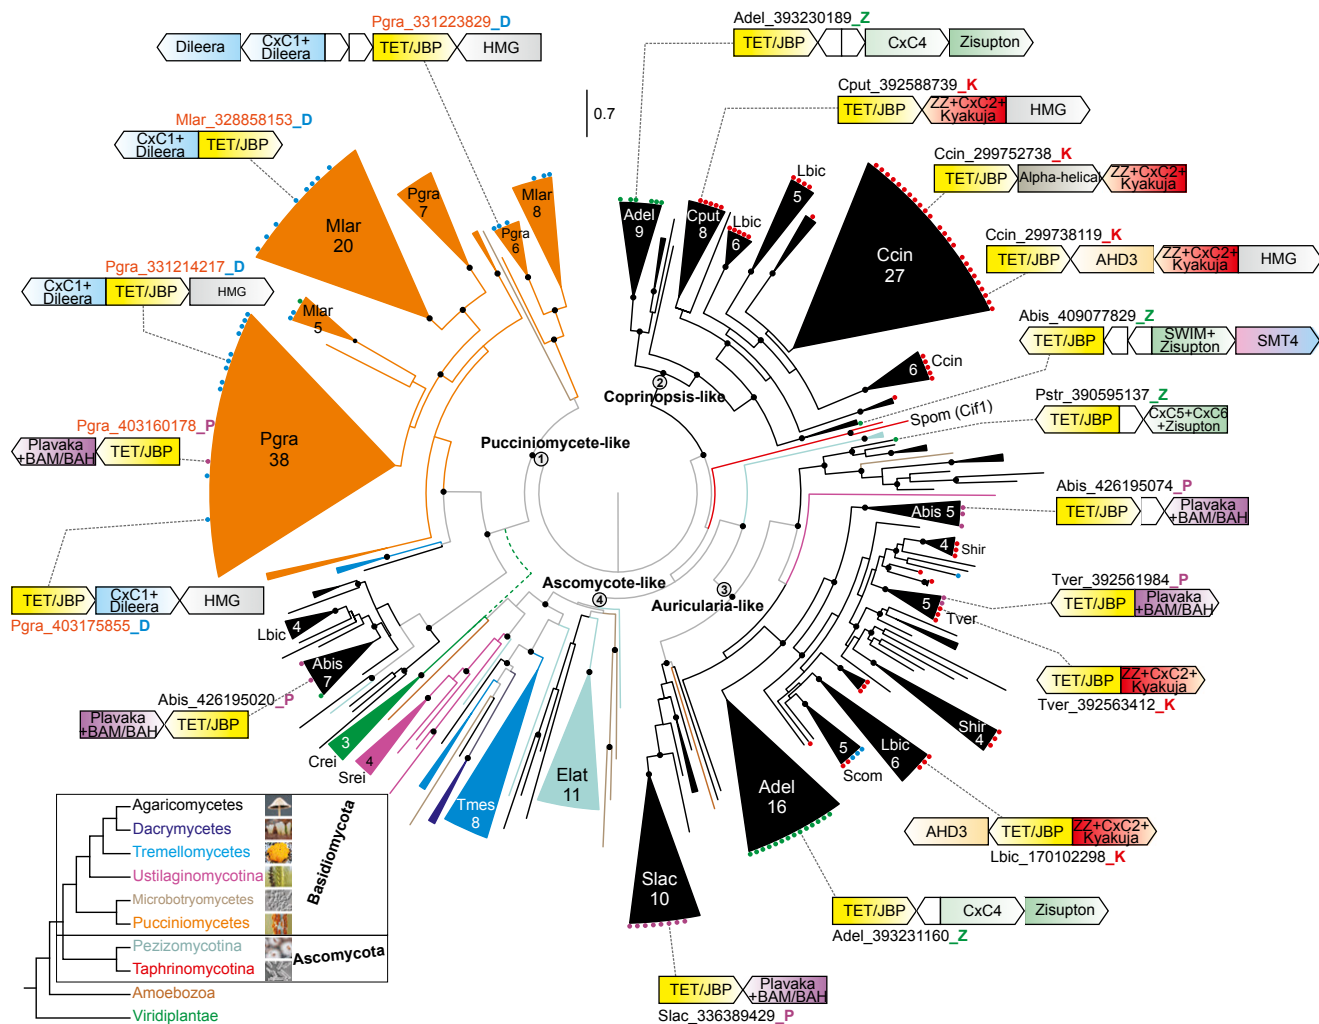 Pgra_331223829_D
Dileera
CxC1+
Dileera
TET/JBP
HMG
Mlar_328858153_D
CxC1+
Dileera
TET/JBP
Pgra_331214217_D
CxC1+
Dileera
TET/JBP
HMG
Pgra_403160178_P
Plavaka
+BAM/BAH
TET/JBP
TET/JBP
CxC1+
Dileera
HMG
Pgra_403175855_D
Abis_426195020_P
Plavaka
+BAM/BAH
TET/JBP
Adel_393230189_Z
TET/JBP
CxC4
Zisupton
0.7
Cput_392588739_K
TET/JBP
ZZ+CxC2+
Kyakuja
HMG
Ccin_299752738_K
TET/JBP
Alpha-helical
ZZ+CxC2+
Kyakuja
Ccin_299738119_K
TET/JBP
AHD3
ZZ+CxC2+
Kyakuja
HMG
Abis_409077829_Z
TET/JBP
SWIM+
Zisupton
SMT4
Pstr_390595137_Z
TET/JBP
CxC5+CxC6
+Zisupton
Abis_426195074_P
TET/JBP
Plavaka
+BAM/BAH
Tver_392561984_P
TET/JBP
Plavaka
+BAM/BAH
TET/JBP
ZZ+CxC2+
Kyakuja
Tver_392563412_K
AHD3
TET/JBP
ZZ+CxC2+
Kyakuja
Lbic_170102298_K
TET/JBP
CxC4
Zisupton
Adel_393231160_Z
TET/JBP
Plavaka
+BAM/BAH
Slac_336389429_P
Mlar
20
Pgra
7
Pgra
6
Mlar
8
Mlar
5
Pgra
38
Adel
9
Cput
8
Lbic
6
Lbic
5
Ccin
27
Ccin
6
Spom (Cif1)
2
Coprinopsis-like
Pucciniomycete-like
1
Ascomycote-like
4
3
Auricularia-like
Abis 5
4
Shir
5
Tver
Shir
4
Lbic
6
5
Scom
Adel
16
Slac
10
Elat
11
Tmes
8
4
Srei
3
Crei
Abis
7
4
Lbic
Agaricomycetes
Dacrymycetes
Tremellomycetes
Ustilaginomycotina
Microbotryomycetes
Pucciniomycetes
Basidiomycota
Pezizomycotina
Taphrinomycotina
Ascomycota
Amoebozoa
Viridiplantae